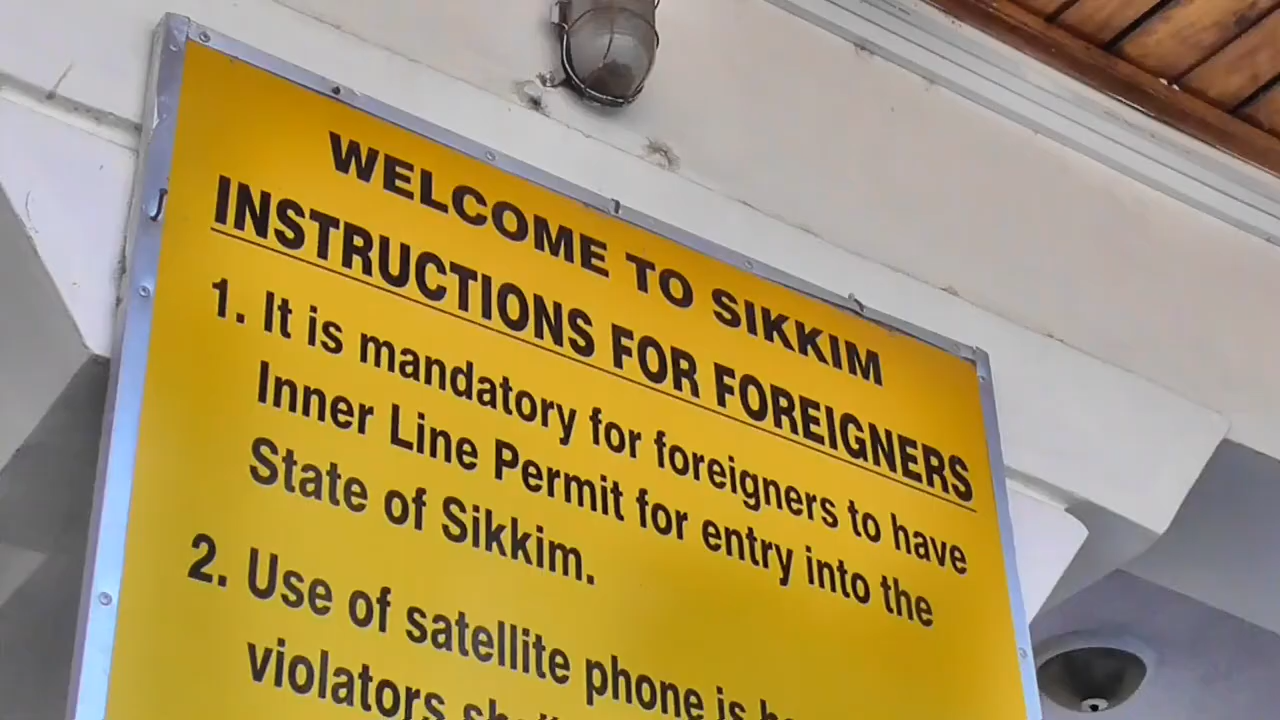 WELCOME TO SIKKIM
INSTRUCTIONS FOR FOREIGNERS
1. It is mandatory for foreigners to have
Inner Line Permit for entry into the
State of Sikkim.
2. Use of satellite phone is
violators